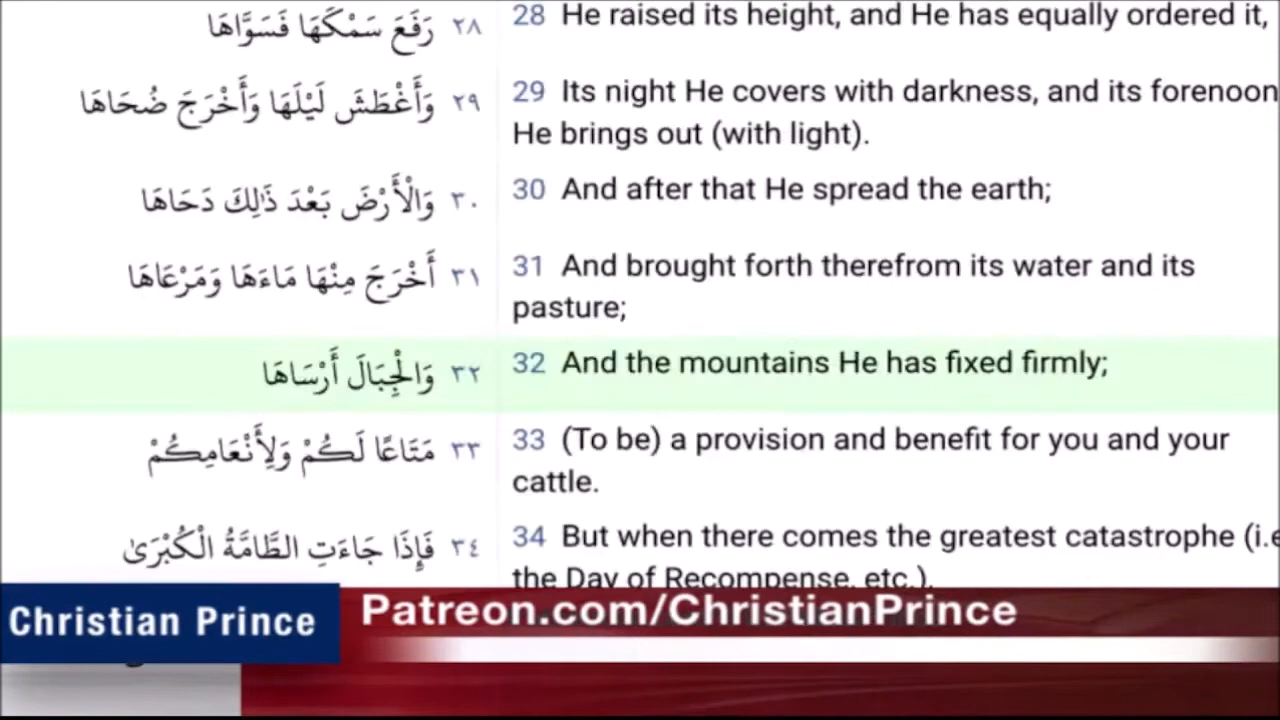 ٢٨ رَفَعَ سَمْكَهَا فَسَوَّاهَا
28 He raised its height, and He has equally ordered it,
٢٩ وَأَغْطَشَ لَيْلَهَا وَأَخْرَجَ ضُحَاهَا
29 Its night He covers with darkness, and its forenoon
He brings out (with light).
٣٠ وَالْأَرْضَ بَعْدَ ذَٰلِكَ دَحَاهَا
30 And after that He spread the earth;
٣١ أَخْرَجَ مِنْهَا مَاءَهَا وَمَرْعَاهَا
31 And brought forth therefrom its water and its
pasture;
٣٢ وَالْجِبَالَ أَرْسَاهَا
32 And the mountains He has fixed firmly;
٣٣ مَتَاعًا لَكُمْ وَلِأَنْعَامِكُمْ
33 (To be) a provision and benefit for you and your
cattle.
٣٤ فَإِذَا جَاءَتِ الطَّامَّةُ الْكُبْرَىٰ
34 But when there comes the greatest catastrophe (i.e
the Day of Recompense, etc.),
Christian Prince
Patreon.com/ChristianPrince